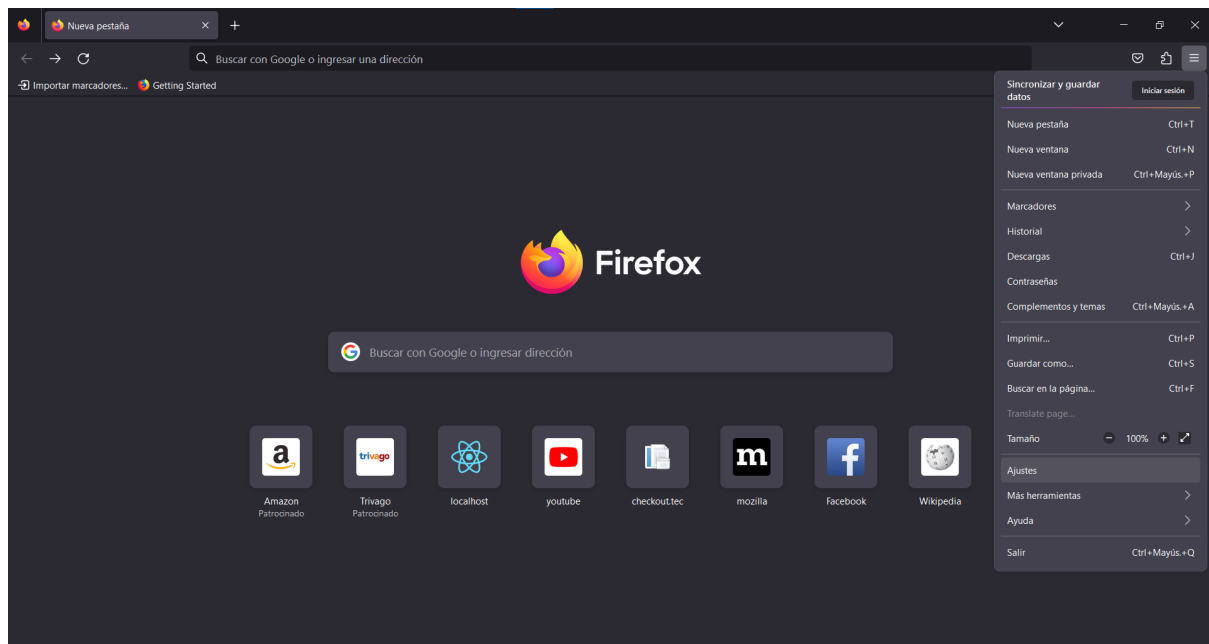 Nueva pestaña
Buscar con Google o ingresar una dirección
Importar marcadores... Getting Started
Sincronizar y guardar datos
Iniciar sesión
Nueva pestaña Ctrl+T
Nueva ventana Ctrl+N
Nueva ventana privada Ctrl+Mayús.+P
Marcadores
Historial
Descargas Ctrl+J
Contraseñas
Complementos y temas Ctrl+Mayús.+A
Imprimir... Ctrl+P
Guardar como... Ctrl+S
Buscar en la página... Ctrl+F
Translate page...
Tamaño 100%
Ajustes
Más herramientas
Ayuda
Salir Ctrl+Mayús.+Q
Firefox
Buscar con Google o ingresar dirección
a trivago m f
Amazon Trivago localhost youtube checkout.tec mozilla Facebook Wikipedia
Patrocinado Patrocinado